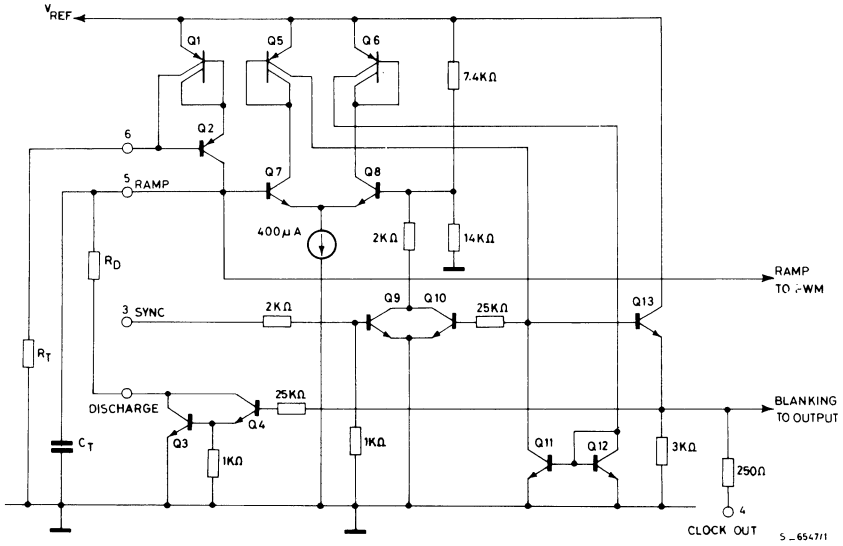 VREF
Q1
Q5
Q6
7.4KΩ
6
Q2
5 RAMP
Q7
Q8
400µA
2KΩ
14KΩ
RD
RAMP
TO PWM
3 SYNC
2KΩ
Q9
Q10
25KΩ
Q13
RT
DISCHARGE
25KΩ
BLANKING
TO OUTPUT
Q3
Q4
1KΩ
1KΩ
Q11
Q12
3KΩ
250Ω
CT
4
CLOCK OUT
S_6547/1